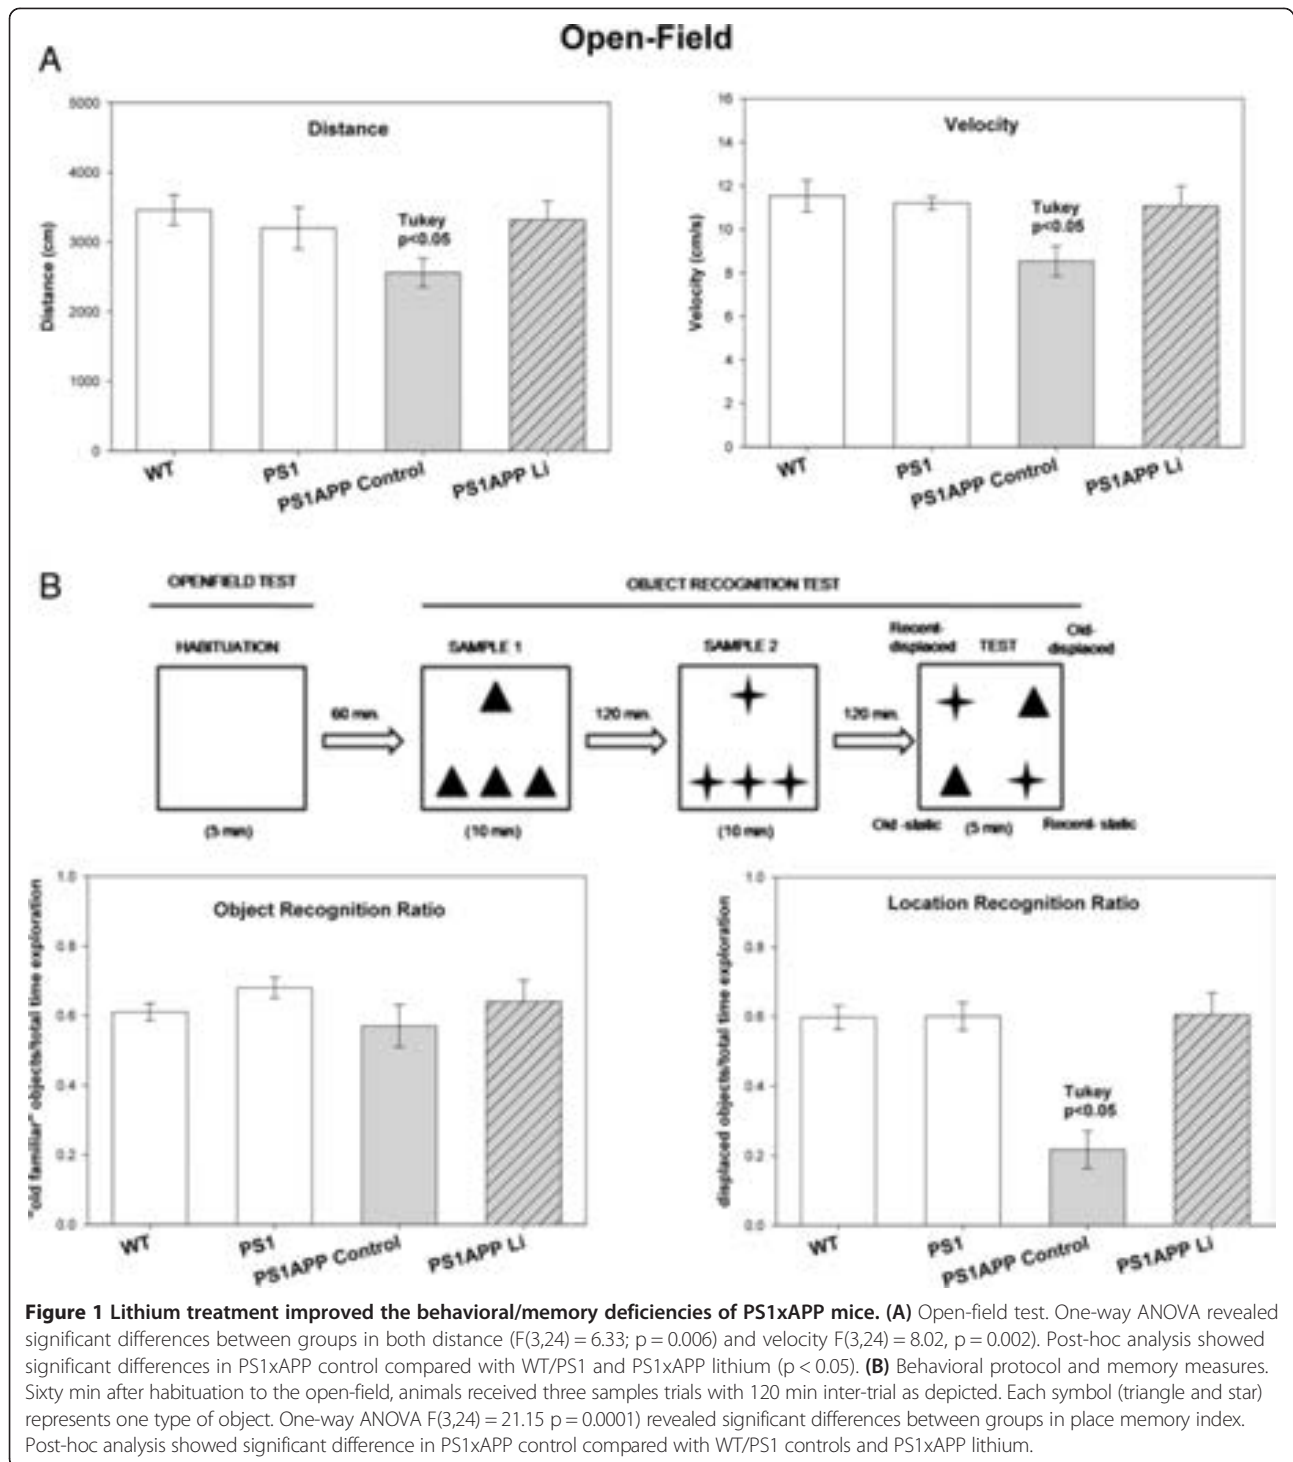 Open-Field
A
Distance
Distance (cm)
5000
4000
3000
2000
1000
0
Tukey
p<0.05
WT
PS1
PS1APP Control
PS1APP Li
Velocity
Velocity (cm/s)
16
14
12
10
8
6
4
2
0
Tukey
p<0.05
WT
PS1
PS1APP Control
PS1APP Li
B
OPENFIELD TEST
OBJECT RECOGNITION TEST
HABITUATION
SAMPLE 1
SAMPLE 2
Recent-
displaced
TEST
Old-
displaced
60 min.
120 min.
120 min.
(5 min)
(10 min)
(10 min)
Old -static
(5 min)
Recent- static
Object Recognition Ratio
"old familiar" objects/total time exploration
1.0
0.8
0.6
0.4
0.2
0.0
WT
PS1
PS1APP Control
PS1APP Li
Location Recognition Ratio
displaced objects/total time exploration
1.0
0.8
0.6
0.4
0.2
0.0
Tukey
p<0.05
WT
PS1
PS1APP Control
PS1APP Li
Figure 1 Lithium treatment improved the behavioral/memory deficiencies of PS1xAPP mice. (A) Open-field test. One-way ANOVA revealed
significant differences between groups in both distance (F(3,24) = 6.33; p = 0.006) and velocity F(3,24) = 8.02, p = 0.002). Post-hoc analysis showed
significant differences in PS1xAPP control compared with WT/PS1 and PS1xAPP lithium (p < 0.05). (B) Behavioral protocol and memory measures.
Sixty min after habituation to the open-field, animals received three samples trials with 120 min inter-trial as depicted. Each symbol (triangle and star)
represents one type of object. One-way ANOVA F(3,24) = 21.15 p = 0.0001) revealed significant differences between groups in place memory index.
Post-hoc analysis showed significant difference in PS1xAPP control compared with WT/PS1 controls and PS1xAPP lithium.